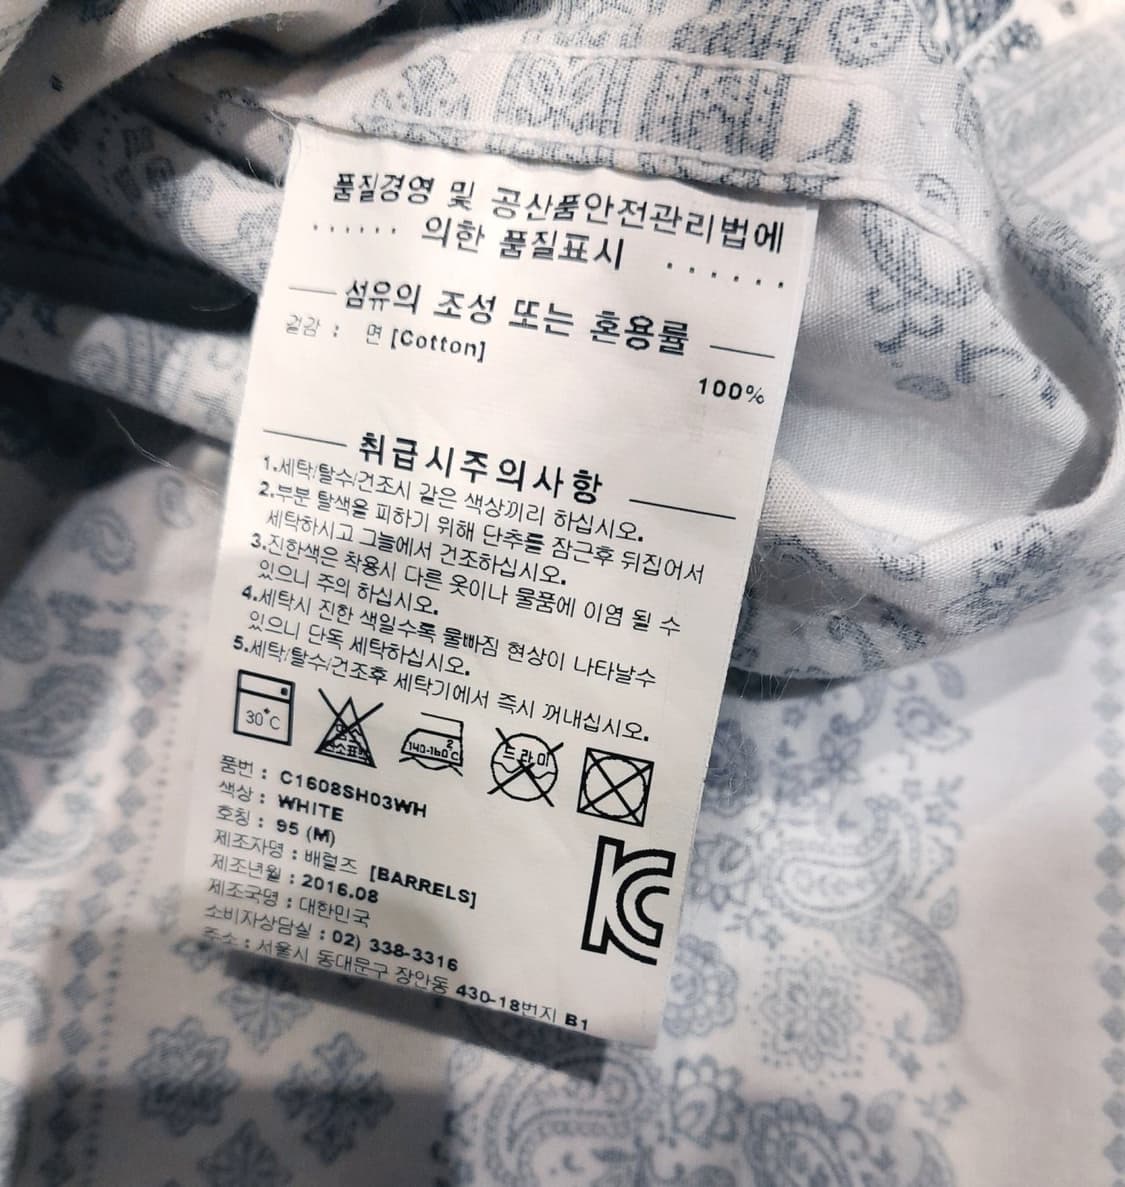 품질경영 및 공산품안전관리법에
...... 의한 품질표시 ......
섬유의 조성 또는 혼용률
겉감 : 면 [Cotton]
100%
취급시주의사항
1.세탁/탈수/건조시 같은 색상끼리 하십시오.
2.부분 탈색을 피하기 위해 단추를 잠근후 뒤집어서
세탁하시고 그늘에서 건조하십시오.
3.진한색은 착용시 다른 옷이나 물품에 이염 될 수
있으니 주의 하십시오.
4.세탁시 진한 색일수록 물빠짐 현상이 나타날수
있으니 단독 세탁하십시오.
5.세탁/탈수/건조후 세탁기에서 즉시 꺼내십시오.
30°C 염소표백 140-160°C 2 드라이
품번 : C1608SH03WH
색상 : WHITE
호칭 : 95 (M)
제조자명 : 배럴즈 [BARRELS]
제조년월 : 2016.08
제조국명 : 대한민국
소비자상담실 : 02) 338-3316
주소 : 서울시 동대문구 장안동 430-18번지 B1
KC